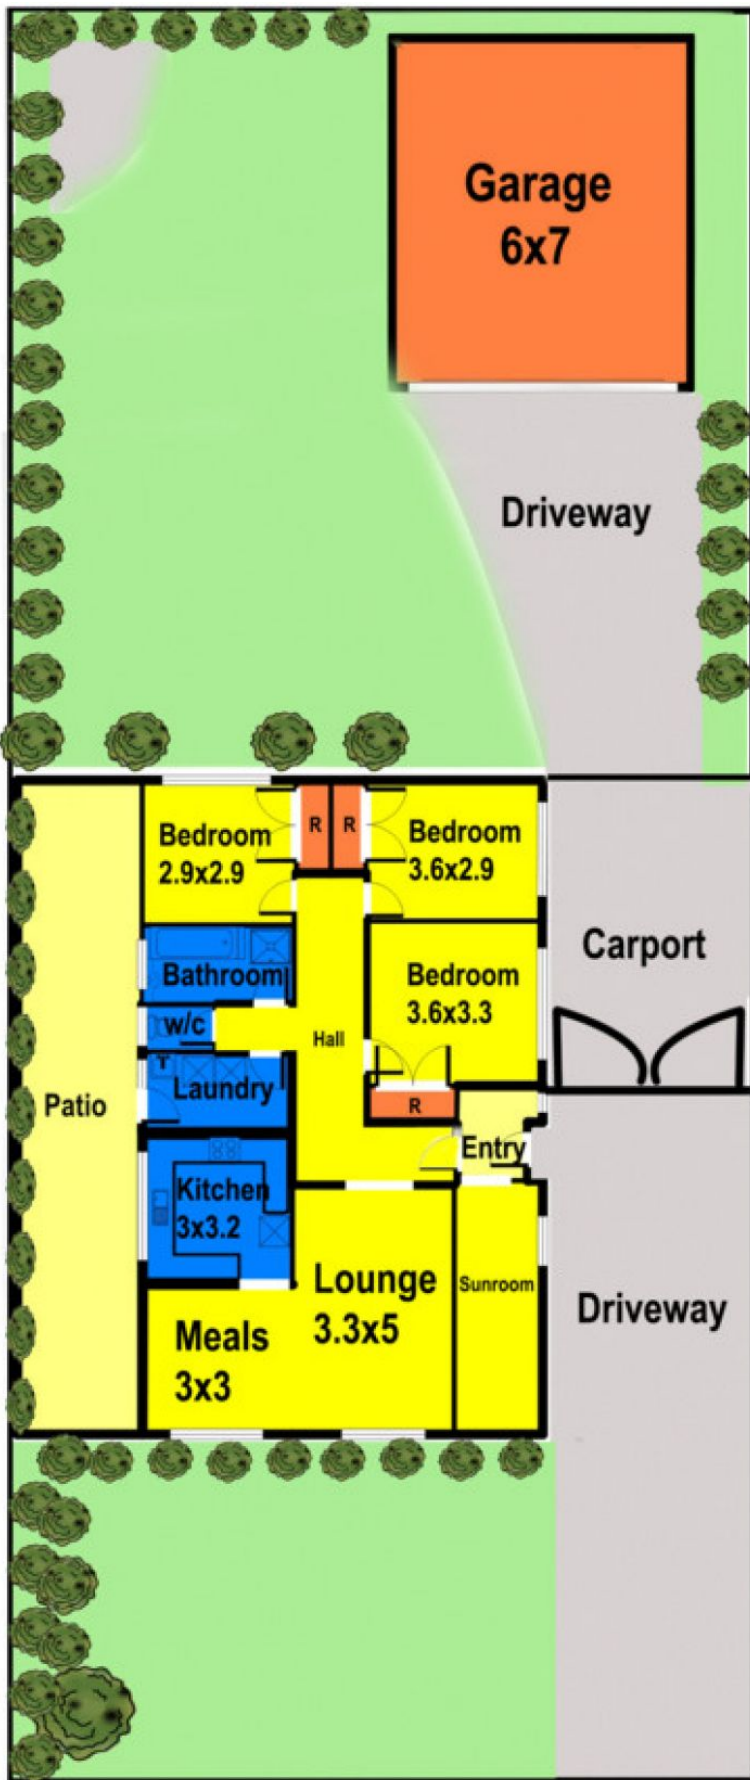 Garage
6x7
Driveway
Bedroom
2.9x2.9
R
R
Bedroom
3.6x2.9
Carport
Bathroom
Bedroom
3.6x3.3
w/c
Hall
T
Laundry
Patio
R
Entry
Kitchen
3x3.2
Lounge
3.3x5
Sunroom
Driveway
Meals
3x3